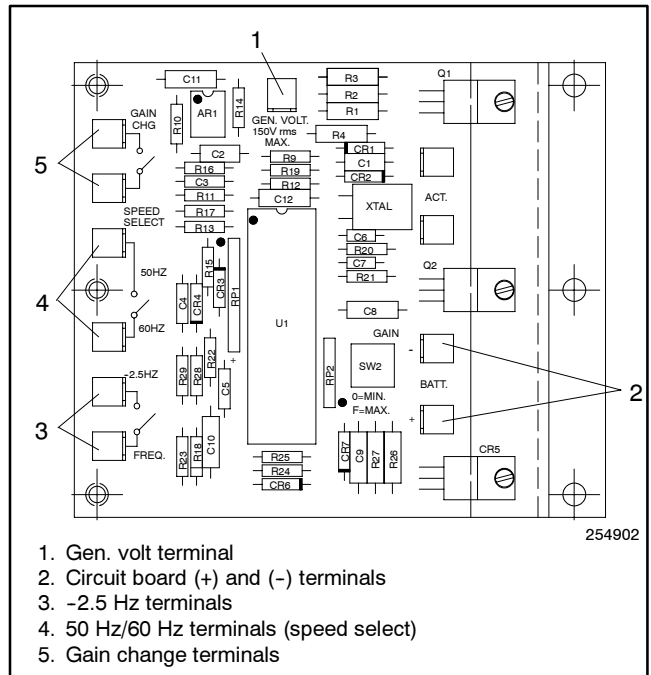 1
C11
R3
R2
R1
Q1
GAIN
CHG
R10
AR1
R14
GEN. VOLT.
150V rms
MAX.
R4
5
C2
R9
CR1
C1
CR2
R16
R19
C3
R12
R11
C12
XTAL
ACT.
SPEED
SELECT
R17
R13
C6
R20
C7
R21
Q2
50HZ
R15
CR3
RP1
C4
CR4
U1
C8
4
60HZ
GAIN
-
-2.5HZ
R29
R28
R22
+
C5
RP2
SW2
BATT.
2
0=MIN.
F=MAX.
+
3
FREQ.
R23
R18
C10
R25
R24
CR6
CR7
C9
R27
R26
CR5
254902
1. Gen. volt terminal
2. Circuit board (+) and (-) terminals
3. -2.5 Hz terminals
4. 50 Hz/60 Hz terminals (speed select)
5. Gain change terminals